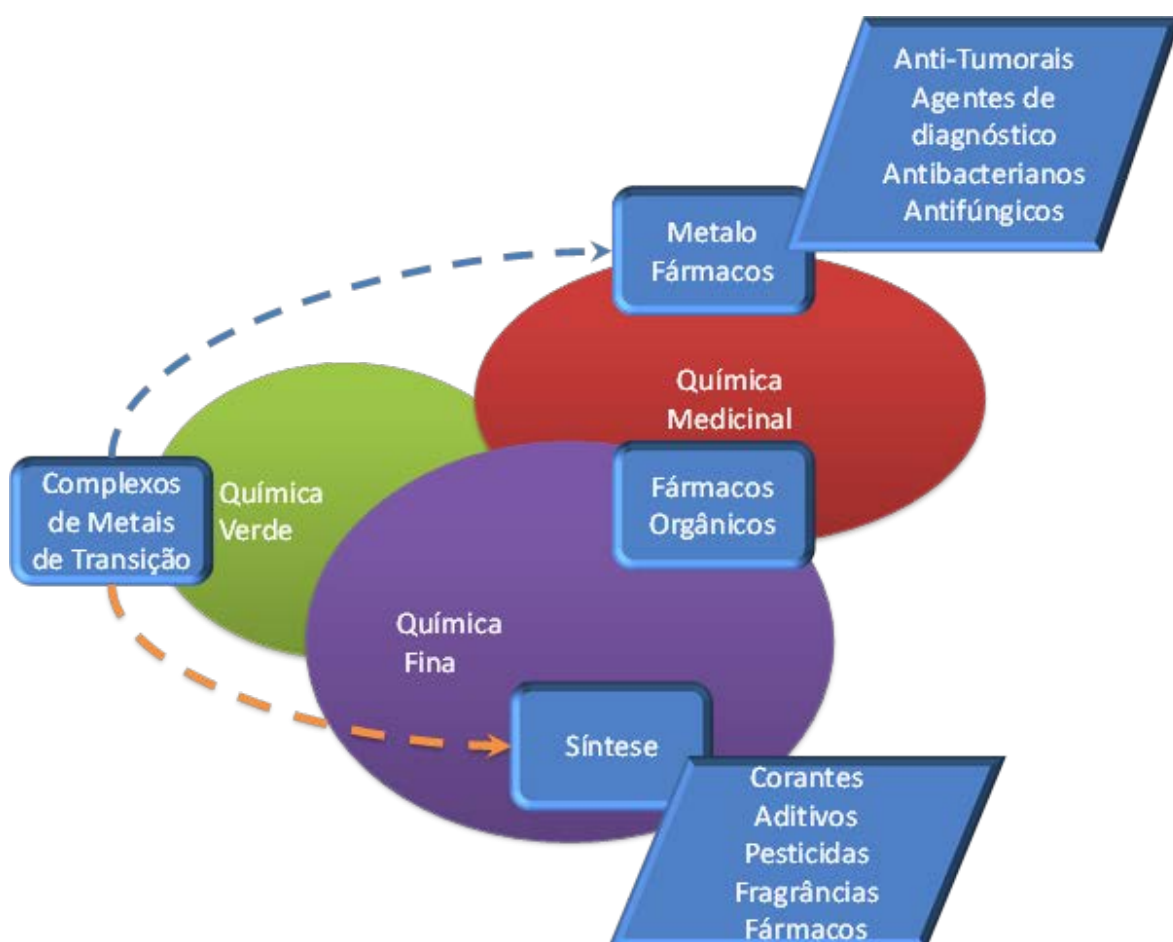 Anti-Tumorais
Agentes de
diagnóstico
Antibacterianos
Antifúngicos
Metalo
Fármacos
Química
Medicinal
Complexos
de Metais
de Transição
Química
Verde
Fármacos
Orgânicos
Química
Fina
Síntese
Corantes
Aditivos
Pesticidas
Fragrâncias
Fármacos